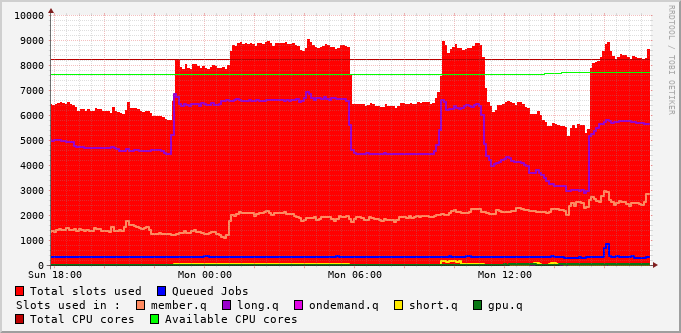 10000
9000
8000
7000
6000
5000
4000
3000
2000
1000
0
Sun 18:00 Mon 00:00 Mon 06:00 Mon 12:00
Total slots used Queued Jobs
Slots used in : member.q long.q ondemand.q short.q gpu.q
Total CPU cores Available CPU cores
RRDTOOL / TOBI OETIKER